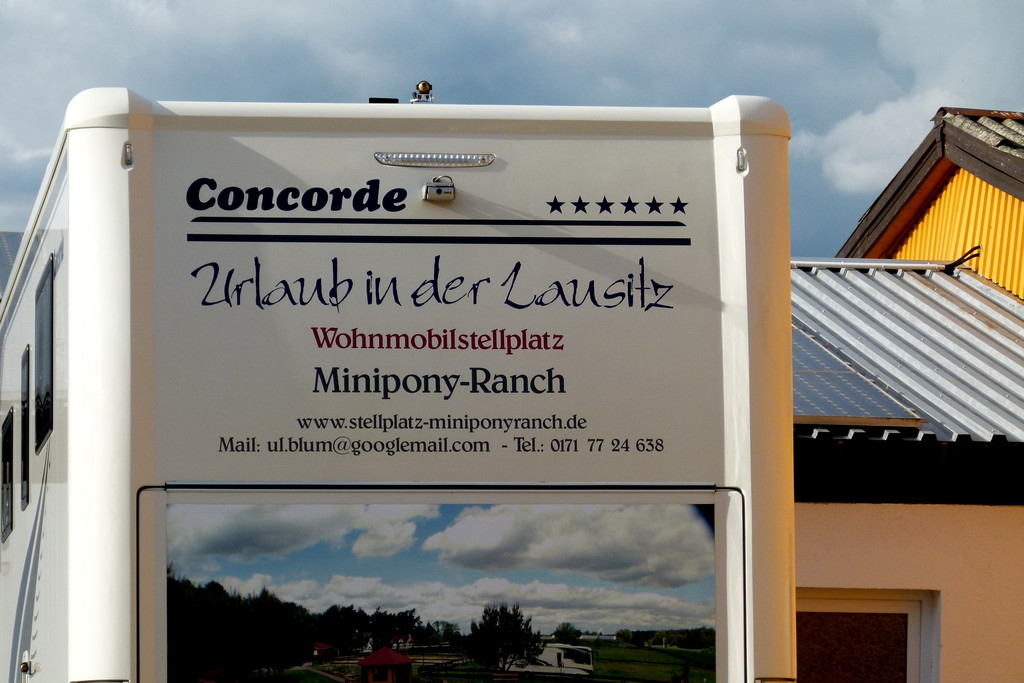 Concorde ★★★★★★
Urlaub in der Lausitz
Wohnmobilstellplatz
Minipony-Ranch
www.stellplatz-miniponyranch.de
Mail: ul.blum@googlemail.com - Tel.: 0171 77 24 638